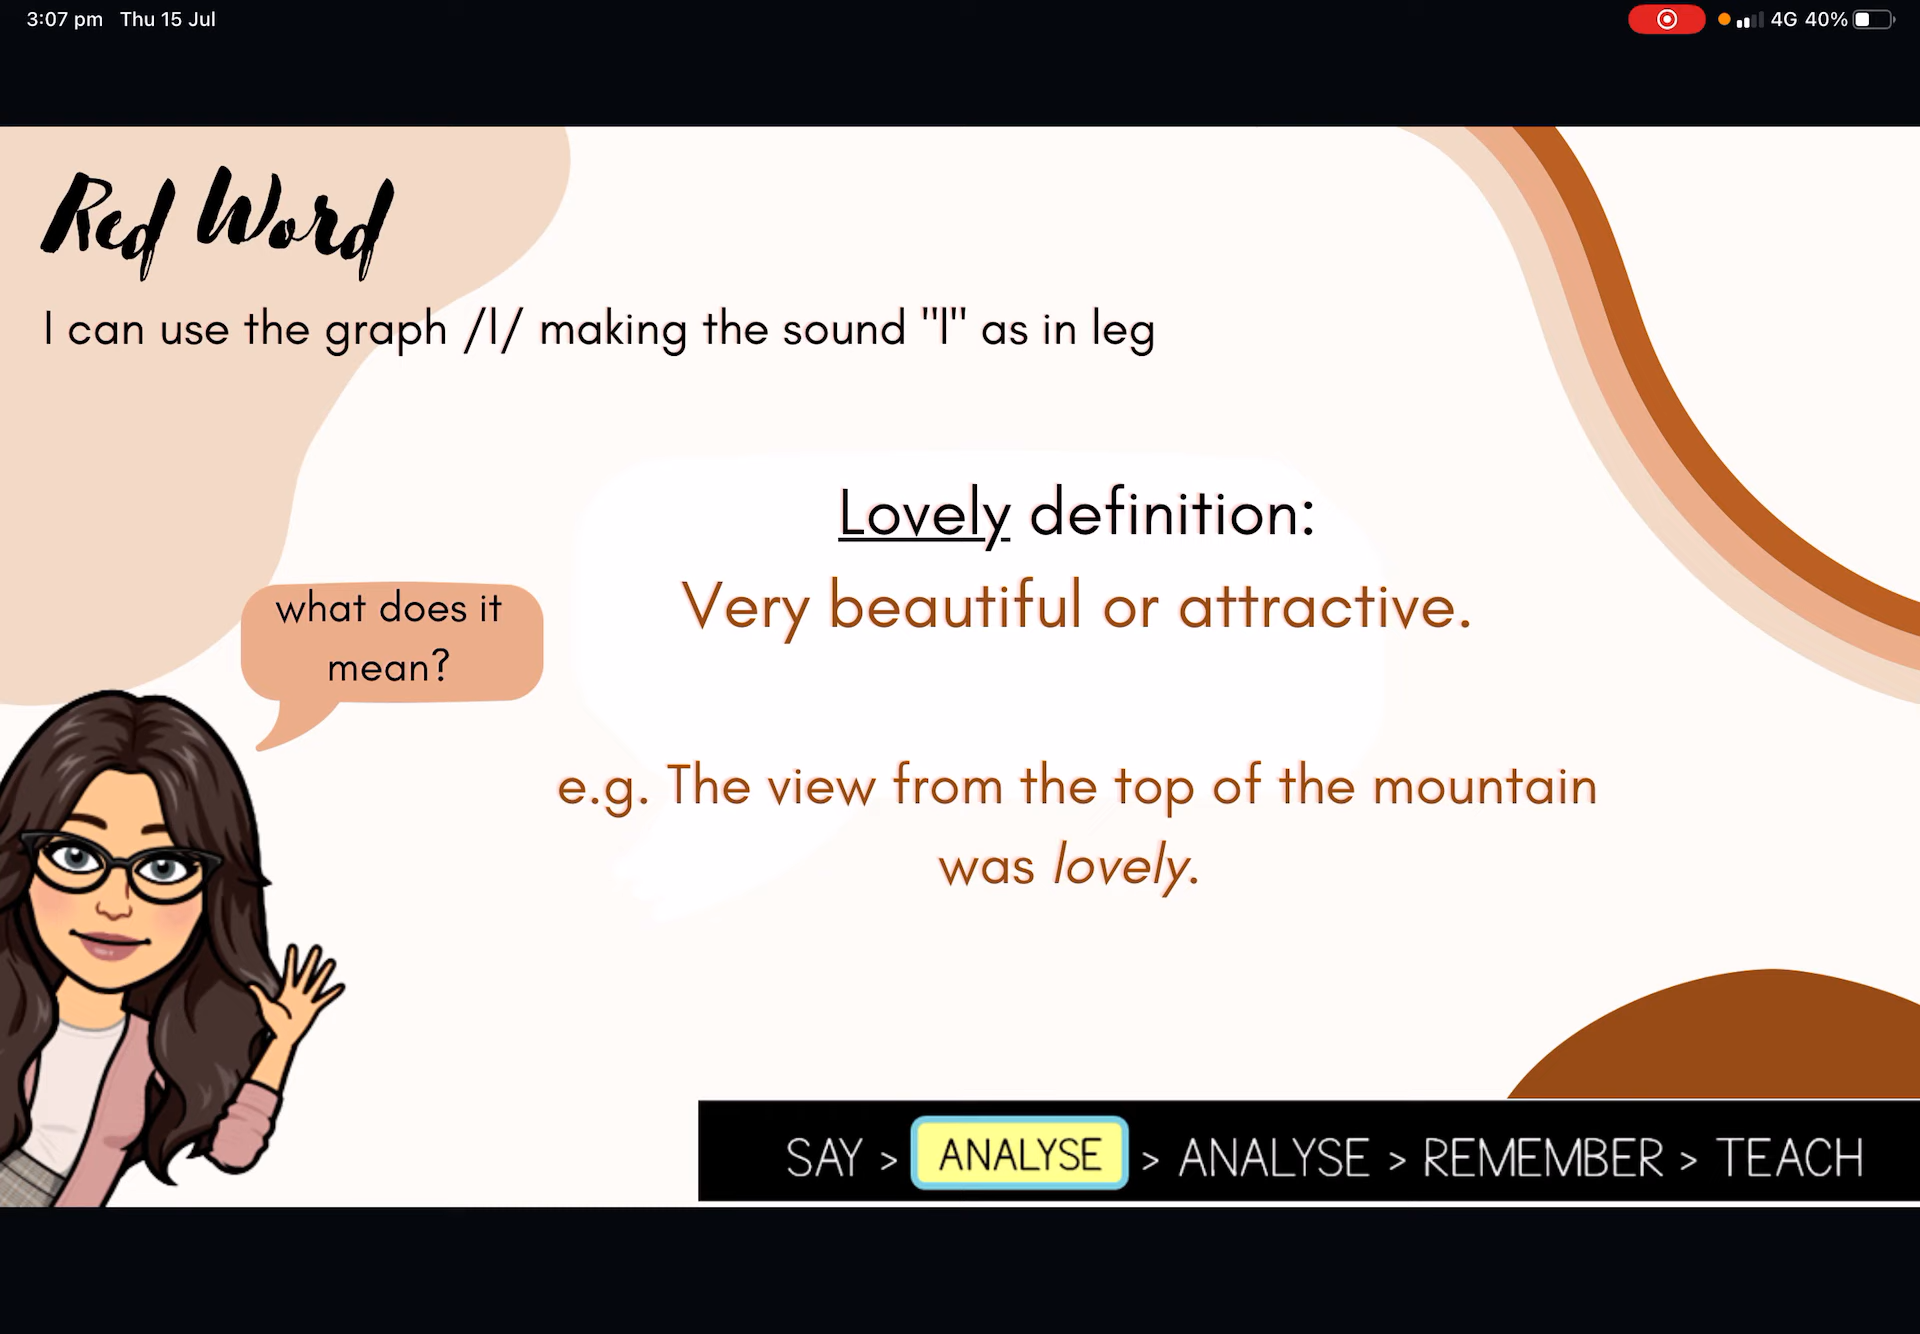 3:07 pm Thu 15 Jul
4G 40%
Red Word
I can use the graph /l/ making the sound "l" as in leg
Lovely definition:
Very beautiful or attractive.
what does it
mean?
e.g. The view from the top of the mountain
was lovely.
SAY > ANALYSE > ANALYSE > REMEMBER > TEACH